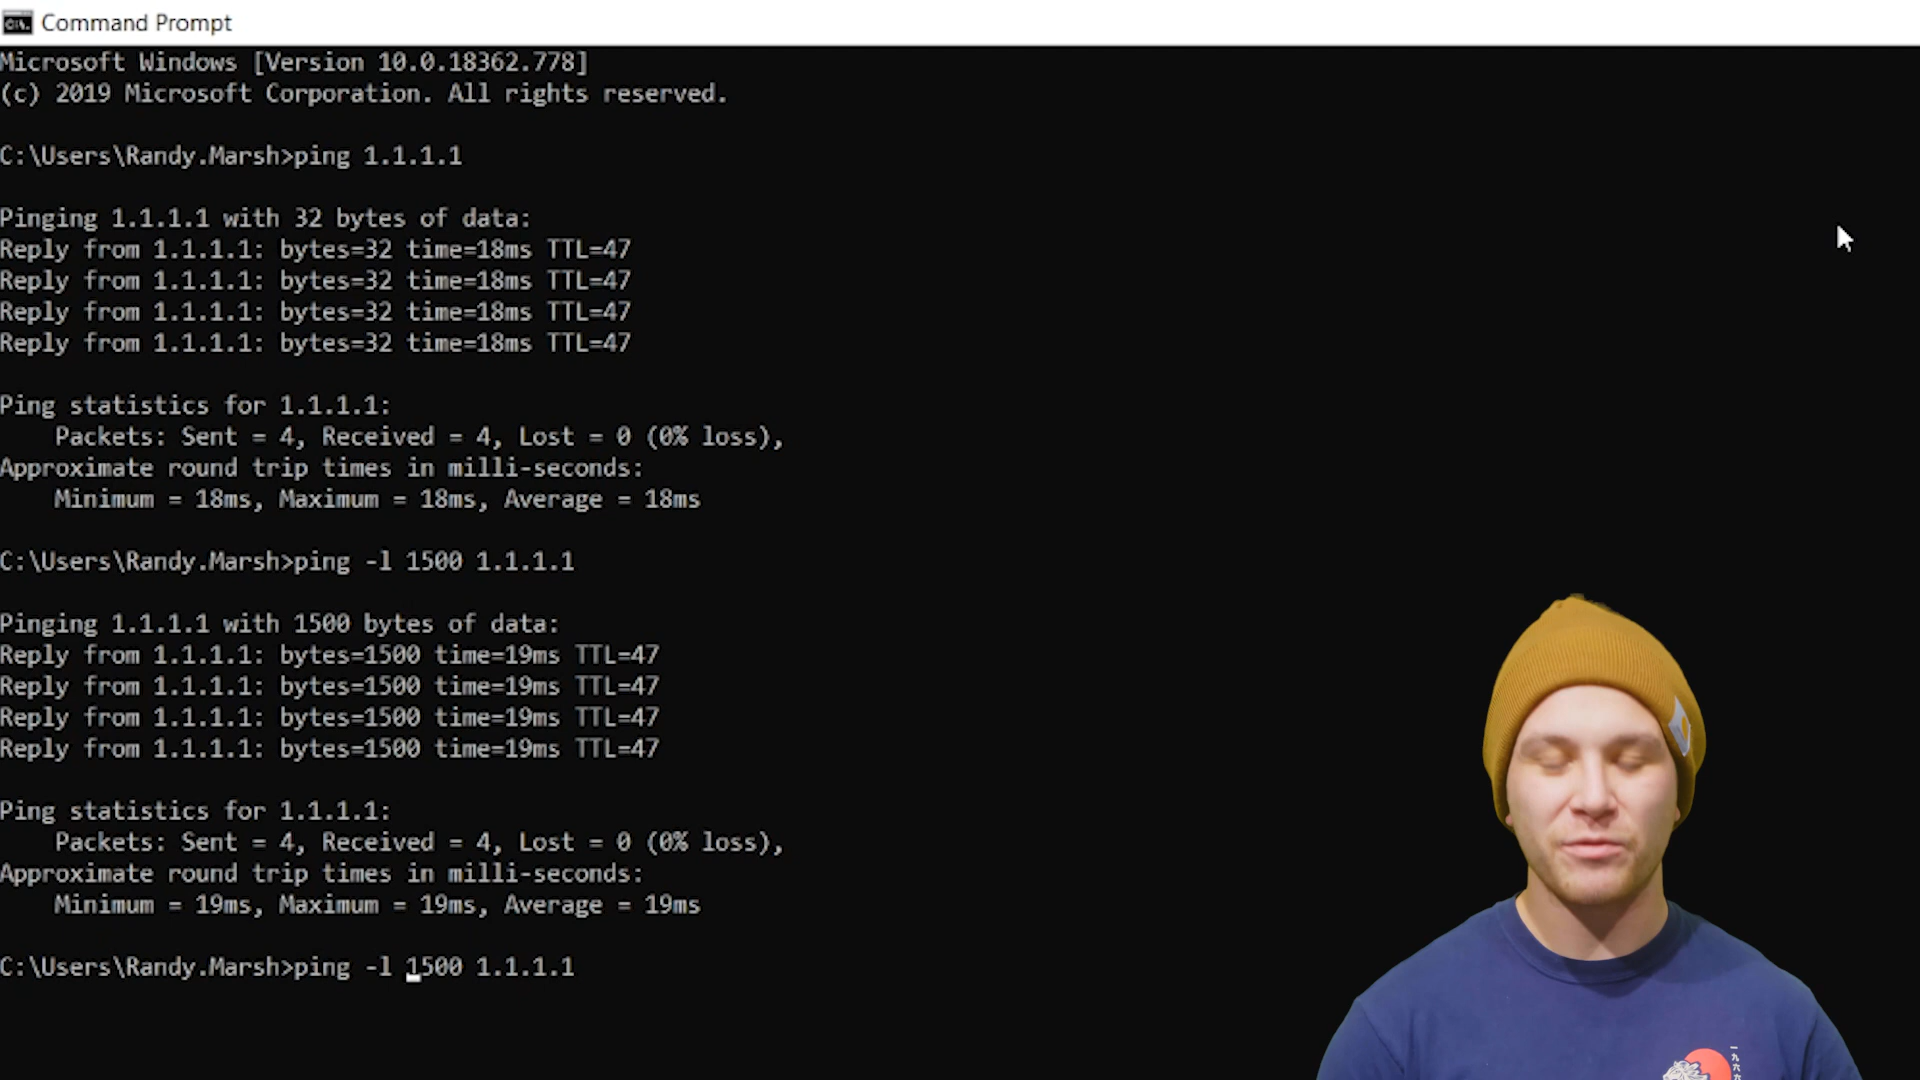 Command Prompt
Microsoft Windows [Version 10.0.18362.778]
(c) 2019 Microsoft Corporation. All rights reserved.
C:\Users\Randy.Marsh>ping 1.1.1.1
Pinging 1.1.1.1 with 32 bytes of data:
Reply from 1.1.1.1: bytes=32 time=18ms TTL=47
Reply from 1.1.1.1: bytes=32 time=18ms TTL=47
Reply from 1.1.1.1: bytes=32 time=18ms TTL=47
Reply from 1.1.1.1: bytes=32 time=18ms TTL=47
Ping statistics for 1.1.1.1:
Packets: Sent = 4, Received = 4, Lost = 0 (0% loss),
Approximate round trip times in milli-seconds:
Minimum = 18ms, Maximum = 18ms, Average = 18ms
C:\Users\Randy.Marsh>ping -l 1500 1.1.1.1
Pinging 1.1.1.1 with 1500 bytes of data:
Reply from 1.1.1.1: bytes=1500 time=19ms TTL=47
Reply from 1.1.1.1: bytes=1500 time=19ms TTL=47
Reply from 1.1.1.1: bytes=1500 time=19ms TTL=47
Reply from 1.1.1.1: bytes=1500 time=19ms TTL=47
Ping statistics for 1.1.1.1:
Packets: Sent = 4, Received = 4, Lost = 0 (0% loss),
Approximate round trip times in milli-seconds:
Minimum = 19ms, Maximum = 19ms, Average = 19ms
C:\Users\Randy.Marsh>ping -l 1500 1.1.1.1